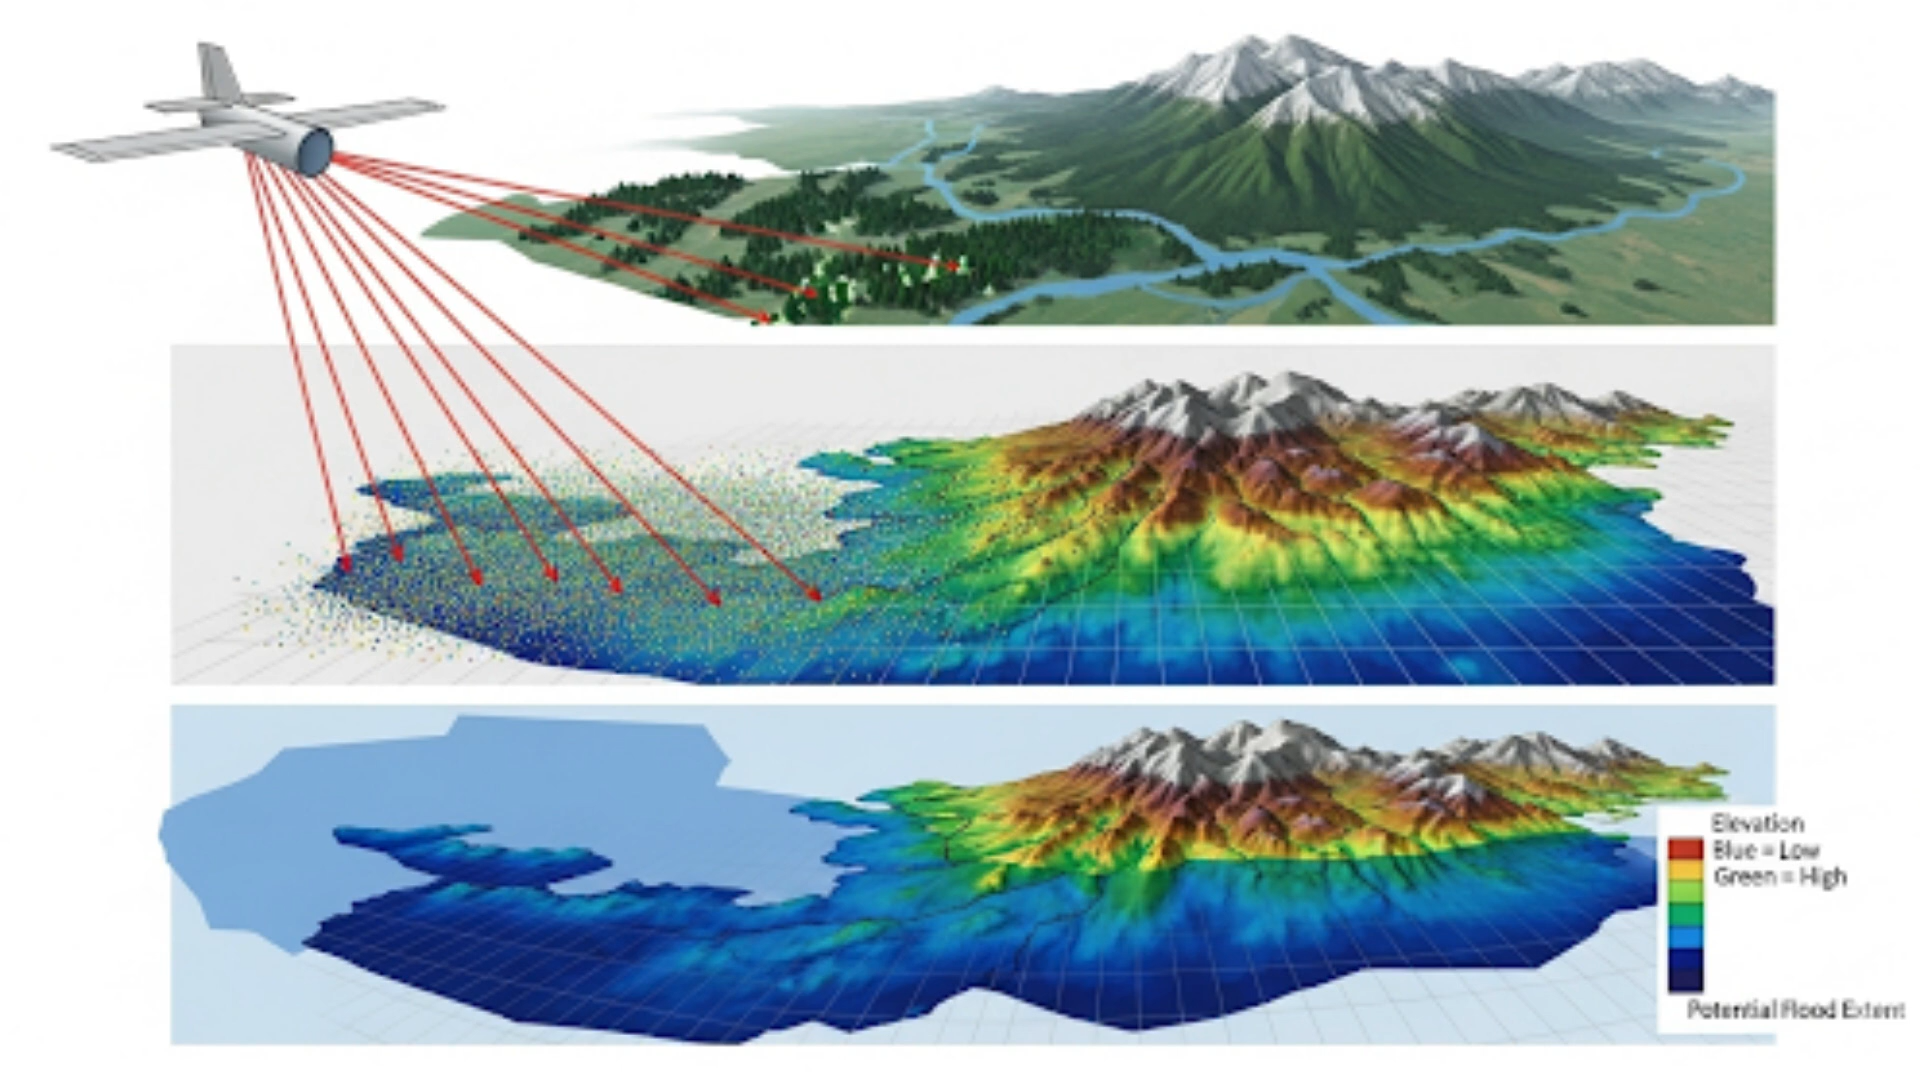 Elevation
Blue = Low
Green = High
Potential Flood Extent